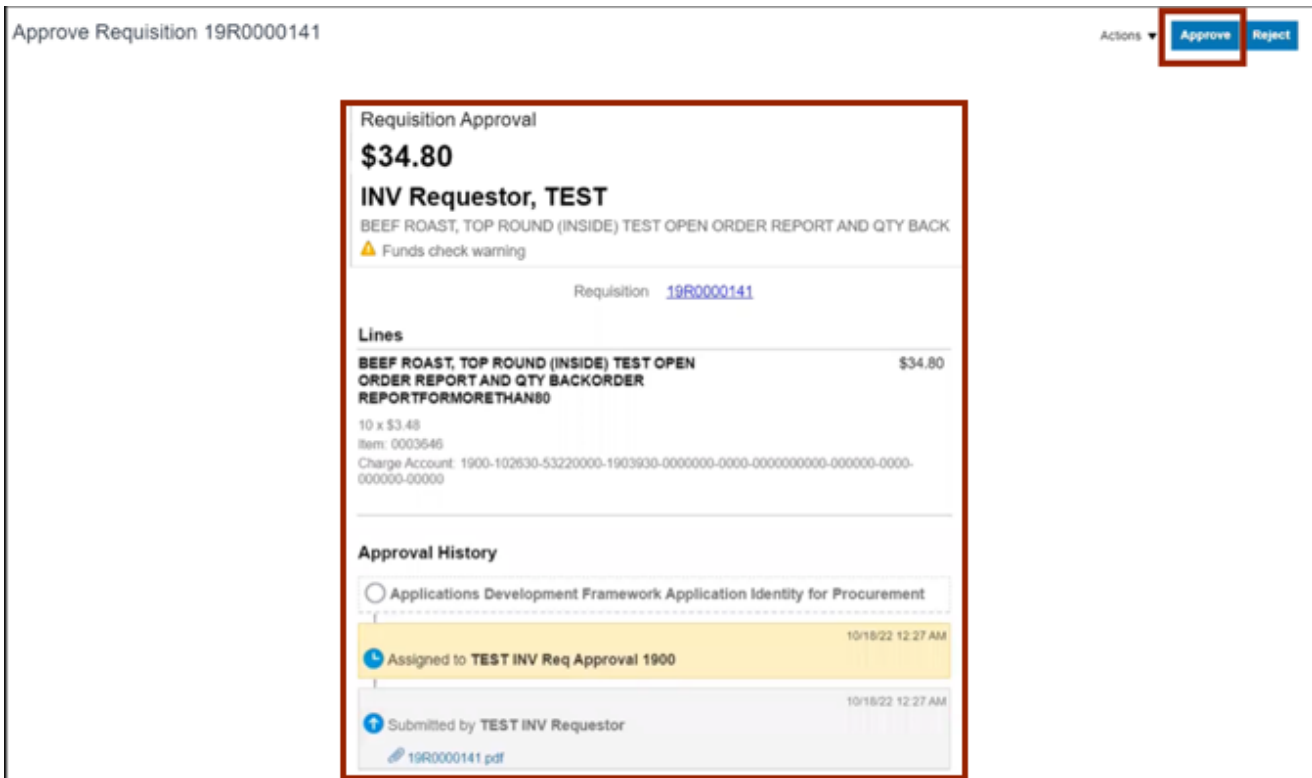 Approve Requisition 19R0000141
Actions
Approve
Reject
Requisition Approval
$34.80
INV Requestor, TEST
BEEF ROAST, TOP ROUND (INSIDE) TEST OPEN ORDER REPORT AND QTY BACK
Funds check warning
Requisition 19R0000141
Lines
BEEF ROAST, TOP ROUND (INSIDE) TEST OPEN $34.80
ORDER REPORT AND QTY BACKORDER
REPORTFORMORETHAN80
10 x $3.48
Item: 0003646
Charge Account: 1900-102630-53220000-1903930-0000000-0000-0000000000-000000-0000-
000000-00000
Approval History
Applications Development Framework Application Identity for Procurement
10/18/22 12:27 AM
Assigned to TEST INV Req Approval 1900
10/18/22 12:27 AM
Submitted by TEST INV Requestor
19R0000141.pdf